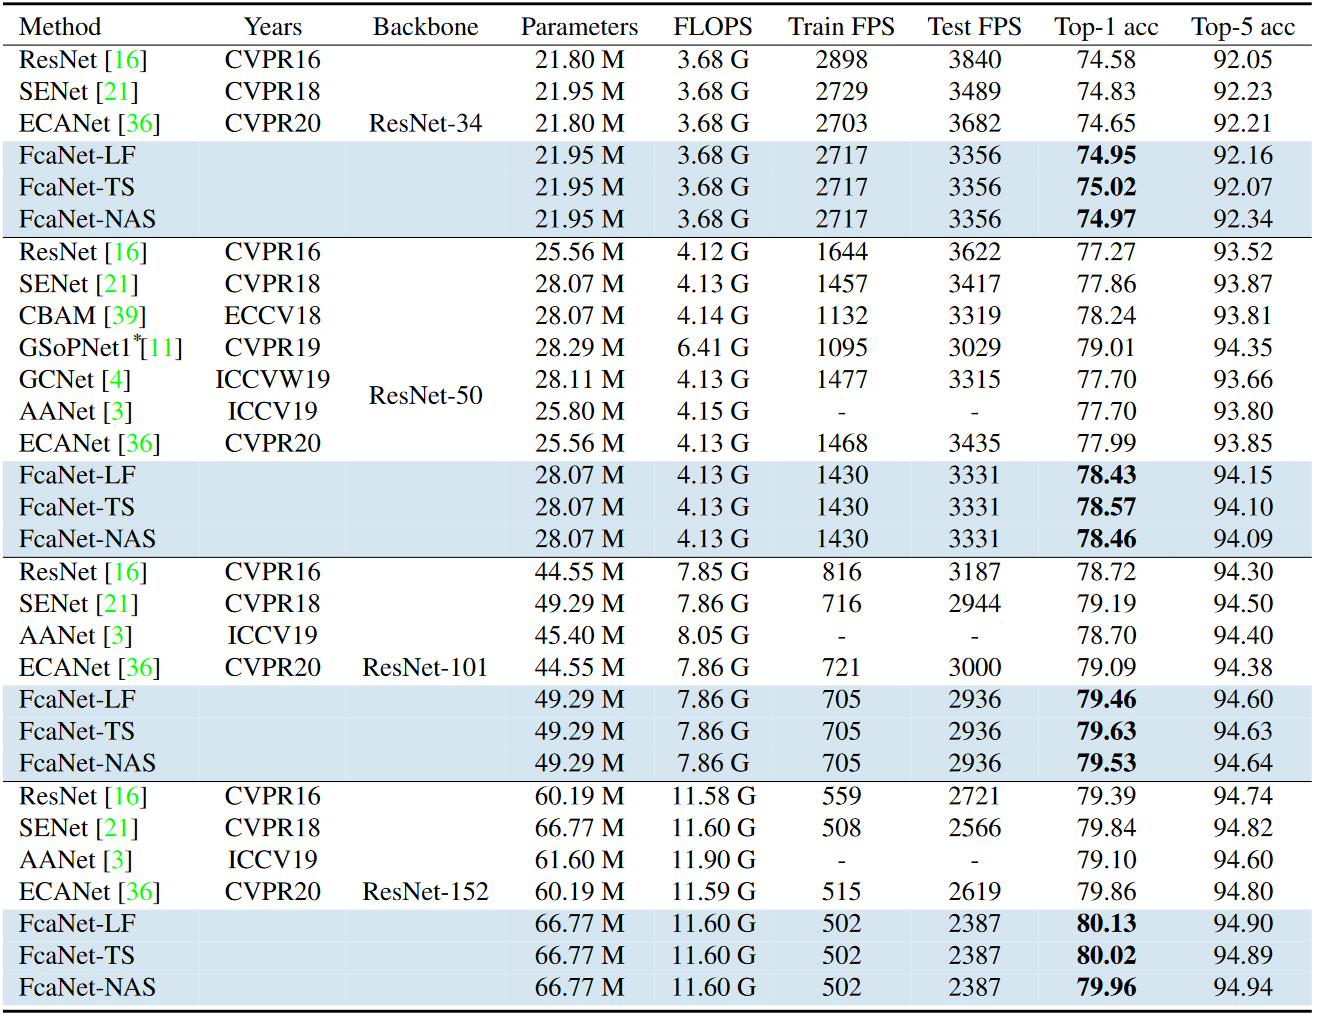 Method Years Backbone Parameters FLOPS Train FPS Test FPS Top-1 acc Top-5 acc
ResNet [16] CVPR16 21.80 M 3.68 G 2898 3840 74.58 92.05
SENet [21] CVPR18 21.95 M 3.68 G 2729 3489 74.83 92.23
ECANet [36] CVPR20 ResNet-34 21.80 M 3.68 G 2703 3682 74.65 92.21
FcaNet-LF 21.95 M 3.68 G 2717 3356 74.95 92.16
FcaNet-TS 21.95 M 3.68 G 2717 3356 75.02 92.07
FcaNet-NAS 21.95 M 3.68 G 2717 3356 74.97 92.34
ResNet [16] CVPR16 25.56 M 4.12 G 1644 3622 77.27 93.52
SENet [21] CVPR18 28.07 M 4.13 G 1457 3417 77.86 93.87
CBAM [39] ECCV18 28.07 M 4.14 G 1132 3319 78.24 93.81
GSoPNet1*[11] CVPR19 28.29 M 6.41 G 1095 3029 79.01 94.35
GCNet [4] ICCVW19 28.11 M 4.13 G 1477 3315 77.70 93.66
ResNet-50
AANet [3] ICCV19 25.80 M 4.15 G - - 77.70 93.80
ECANet [36] CVPR20 25.56 M 4.13 G 1468 3435 77.99 93.85
FcaNet-LF 28.07 M 4.13 G 1430 3331 78.43 94.15
FcaNet-TS 28.07 M 4.13 G 1430 3331 78.57 94.10
FcaNet-NAS 28.07 M 4.13 G 1430 3331 78.46 94.09
ResNet [16] CVPR16 44.55 M 7.85 G 816 3187 78.72 94.30
SENet [21] CVPR18 49.29 M 7.86 G 716 2944 79.19 94.50
AANet [3] ICCV19 45.40 M 8.05 G - - 78.70 94.40
ECANet [36] CVPR20 ResNet-101 44.55 M 7.86 G 721 3000 79.09 94.38
FcaNet-LF 49.29 M 7.86 G 705 2936 79.46 94.60
FcaNet-TS 49.29 M 7.86 G 705 2936 79.63 94.63
FcaNet-NAS 49.29 M 7.86 G 705 2936 79.53 94.64
ResNet [16] CVPR16 60.19 M 11.58 G 559 2721 79.39 94.74
SENet [21] CVPR18 66.77 M 11.60 G 508 2566 79.84 94.82
AANet [3] ICCV19 61.60 M 11.90 G - - 79.10 94.60
ECANet [36] CVPR20 ResNet-152 60.19 M 11.59 G 515 2619 79.86 94.80
FcaNet-LF 66.77 M 11.60 G 502 2387 80.13 94.90
FcaNet-TS 66.77 M 11.60 G 502 2387 80.02 94.89
FcaNet-NAS 66.77 M 11.60 G 502 2387 79.96 94.94